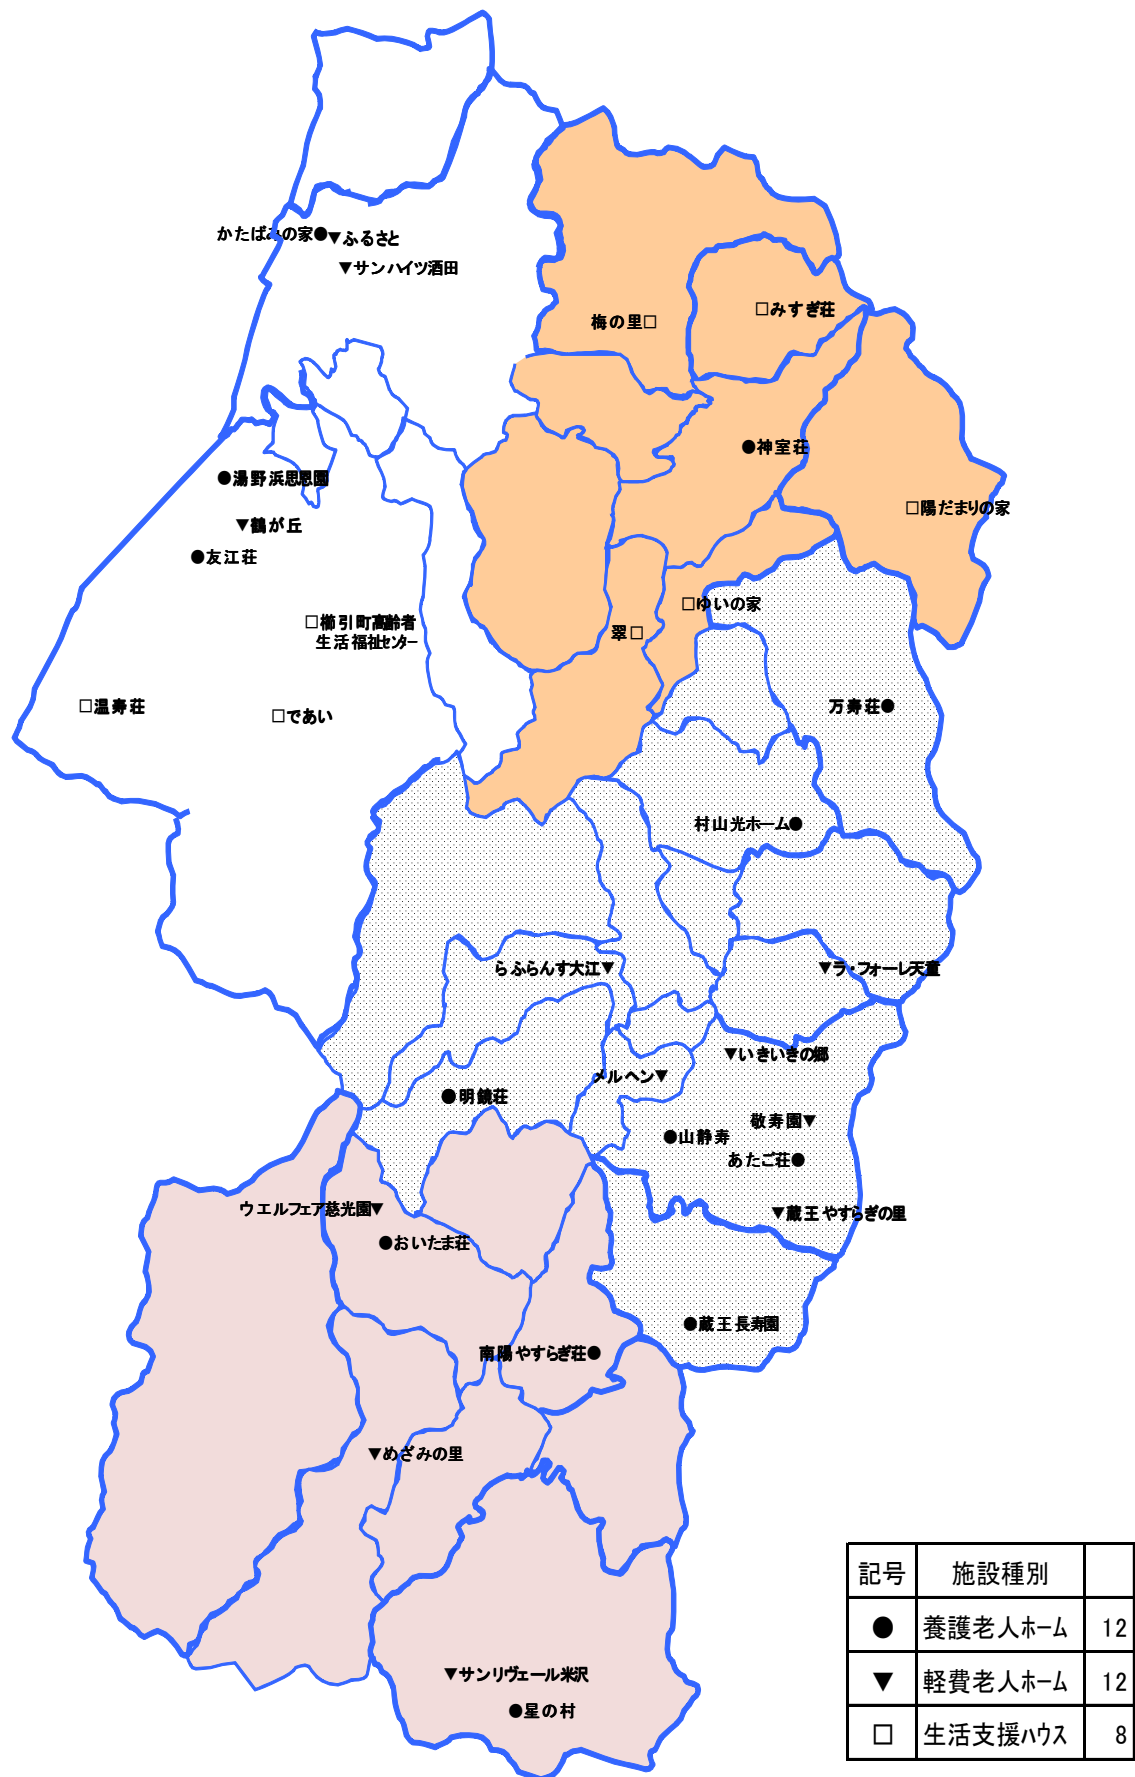 かたばみの家●
▼ふるさと
▼サンハイツ酒田
梅の里□
□みすぎ荘
●神室荘
●湯野浜思恩園
□陽だまりの家
▼鶴が丘
●友江荘
□ゆいの家
□櫛引町高齢者
生活福祉センター
翠□
□温寿荘
□であい
万寿荘●
村山光ホーム●
らふらんす大江▼
▼ラ・フォーレ天童
▼いきいきの郷
メルヘン▼
●明鏡荘
敬寿園▼
●山静寿
あたご荘●
ウエルフェア慈光園▼
▼蔵王やすらぎの里
●おいたま荘
●蔵王長寿園
南陽やすらぎ荘●
▼めざみの里
▼サンリヴェール米沢
●星の村
記号 施設種別
● 養護老人ホーム 12
▼ 軽費老人ホーム 12
□ 生活支援ハウス 8